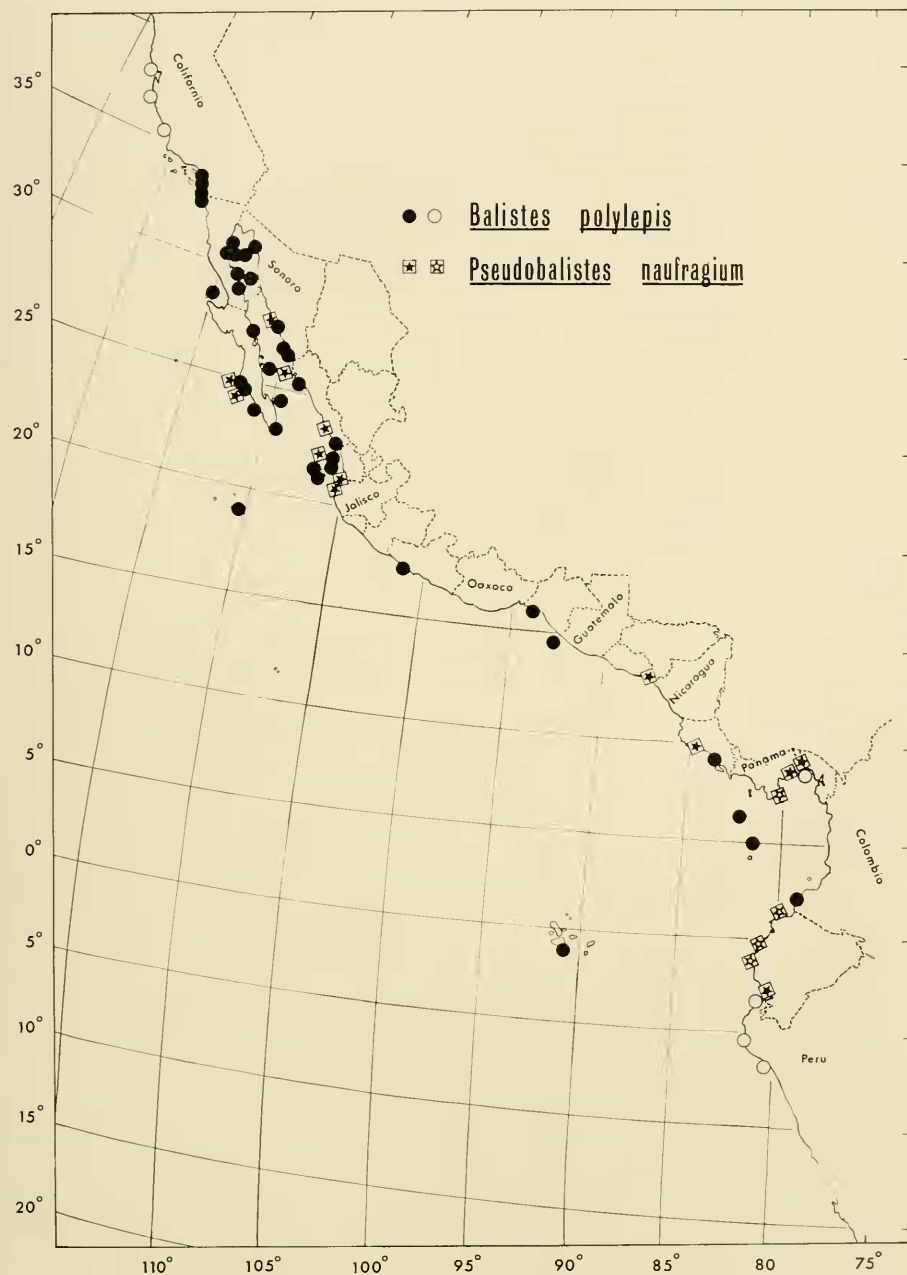 35°
30°
25°
20°
15°
10°
5°
0°
5°
10°
15°
20°
California
Balistes polylepis
Pseudobalistes naufragium
Sonora
Jalisco
Oaxaca
Guatemala
Nicaragua
Panama
Colombia
Peru
110° 105° 100° 95° 90° 85° 80 75°